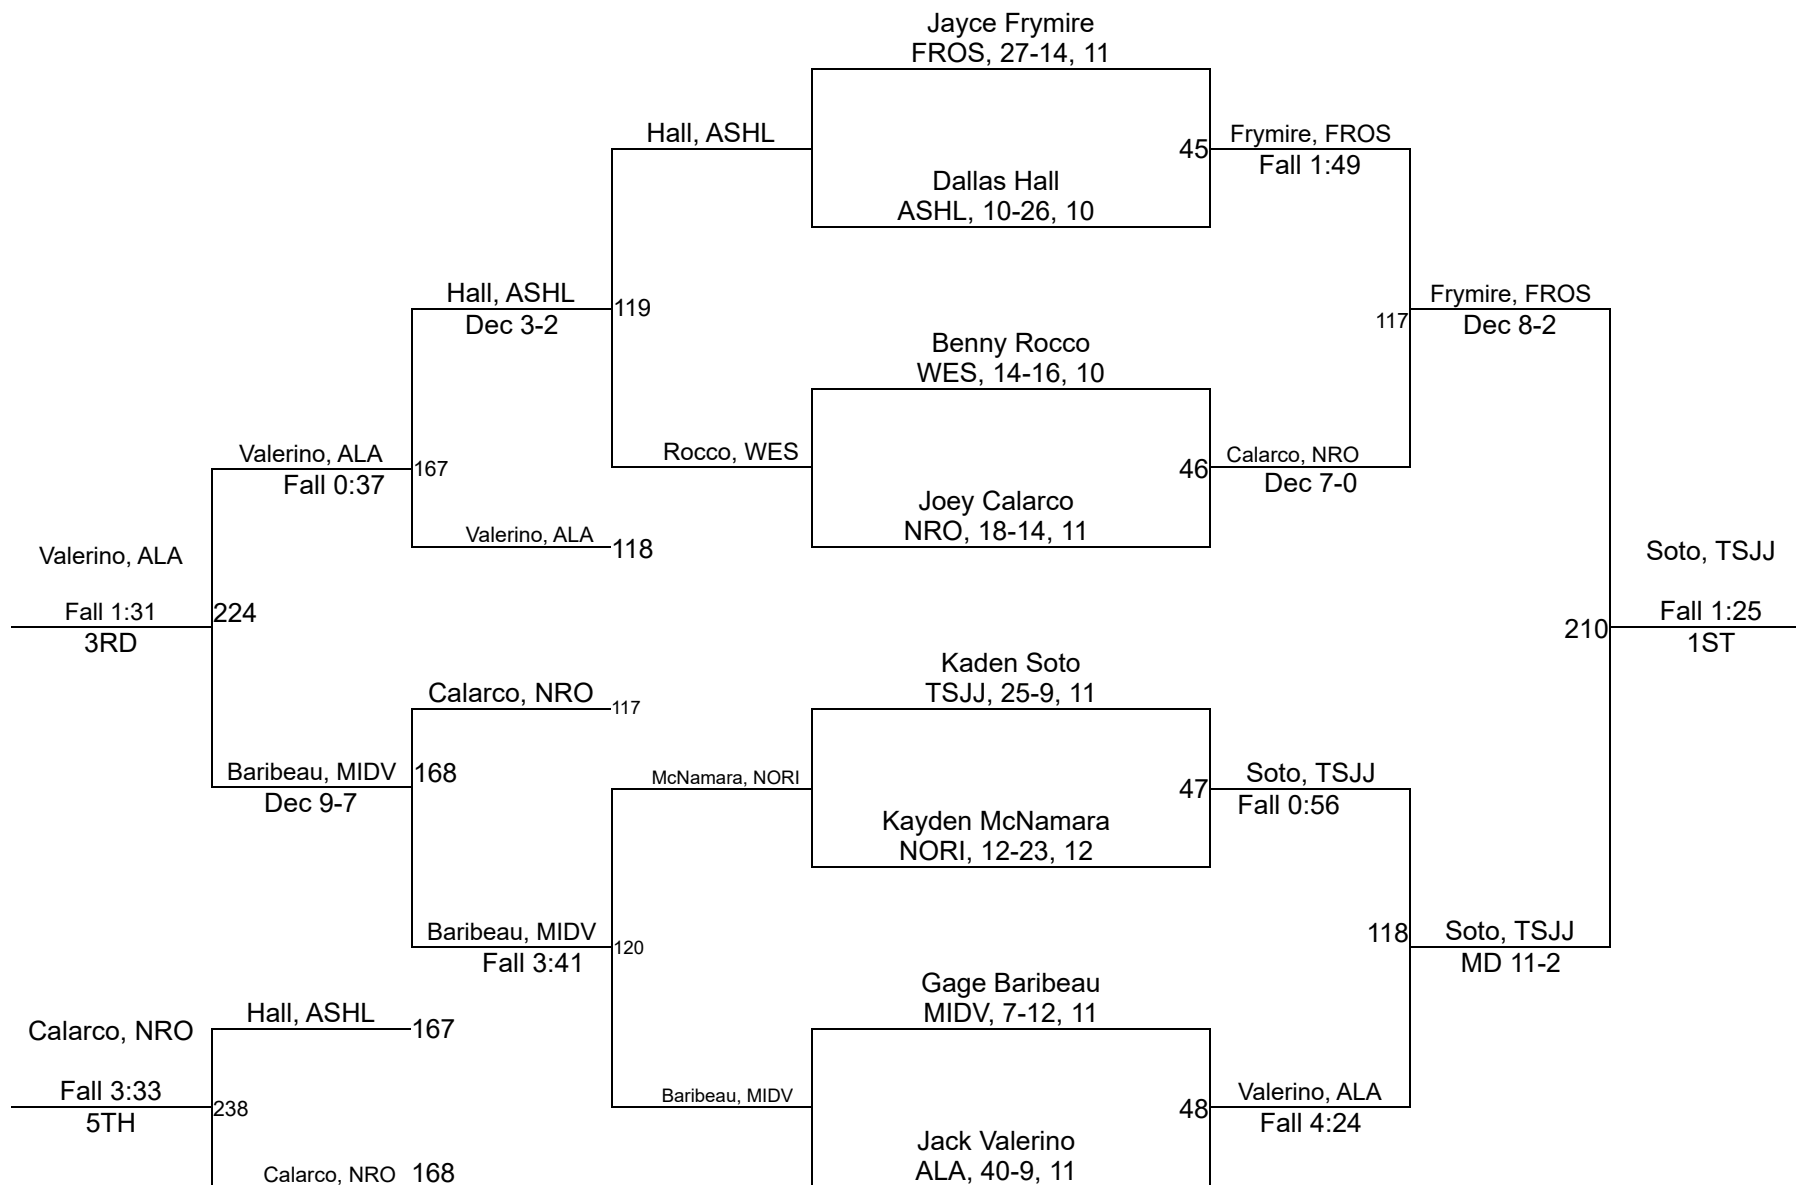 Jayce Frymire
FROS, 27-14, 11
Hall, ASHL
45
Frymire, FROS
Fall 1:49
Dallas Hall
ASHL, 10-26, 10
Hall, ASHL
Dec 3-2
119
Frymire, FROS
Dec 8-2
117
Benny Rocco
WES, 14-16, 10
Valerino, ALA
Fall 0:37
167
Rocco, WES
46
Calarco, NRO
Dec 7-0
Joey Calarco
NRO, 18-14, 11
Valerino, ALA
118
Valerino, ALA
Fall 1:31
3RD
224
Soto, TSJJ
Fall 1:25
1ST
210
Kaden Soto
TSJJ, 25-9, 11
Calarco, NRO
117
Baribeau, MIDV
Dec 9-7
168
McNamara, NORI
47
Soto, TSJJ
Fall 0:56
Kayden McNamara
NORI, 12-23, 12
Baribeau, MIDV
Fall 3:41
120
118
Soto, TSJJ
MD 11-2
Gage Baribeau
MIDV, 7-12, 11
Hall, ASHL
167
Calarco, NRO
Fall 3:33
5TH
238
Baribeau, MIDV
48
Valerino, ALA
Fall 4:24
Jack Valerino
ALA, 40-9, 11
Calarco, NRO
168